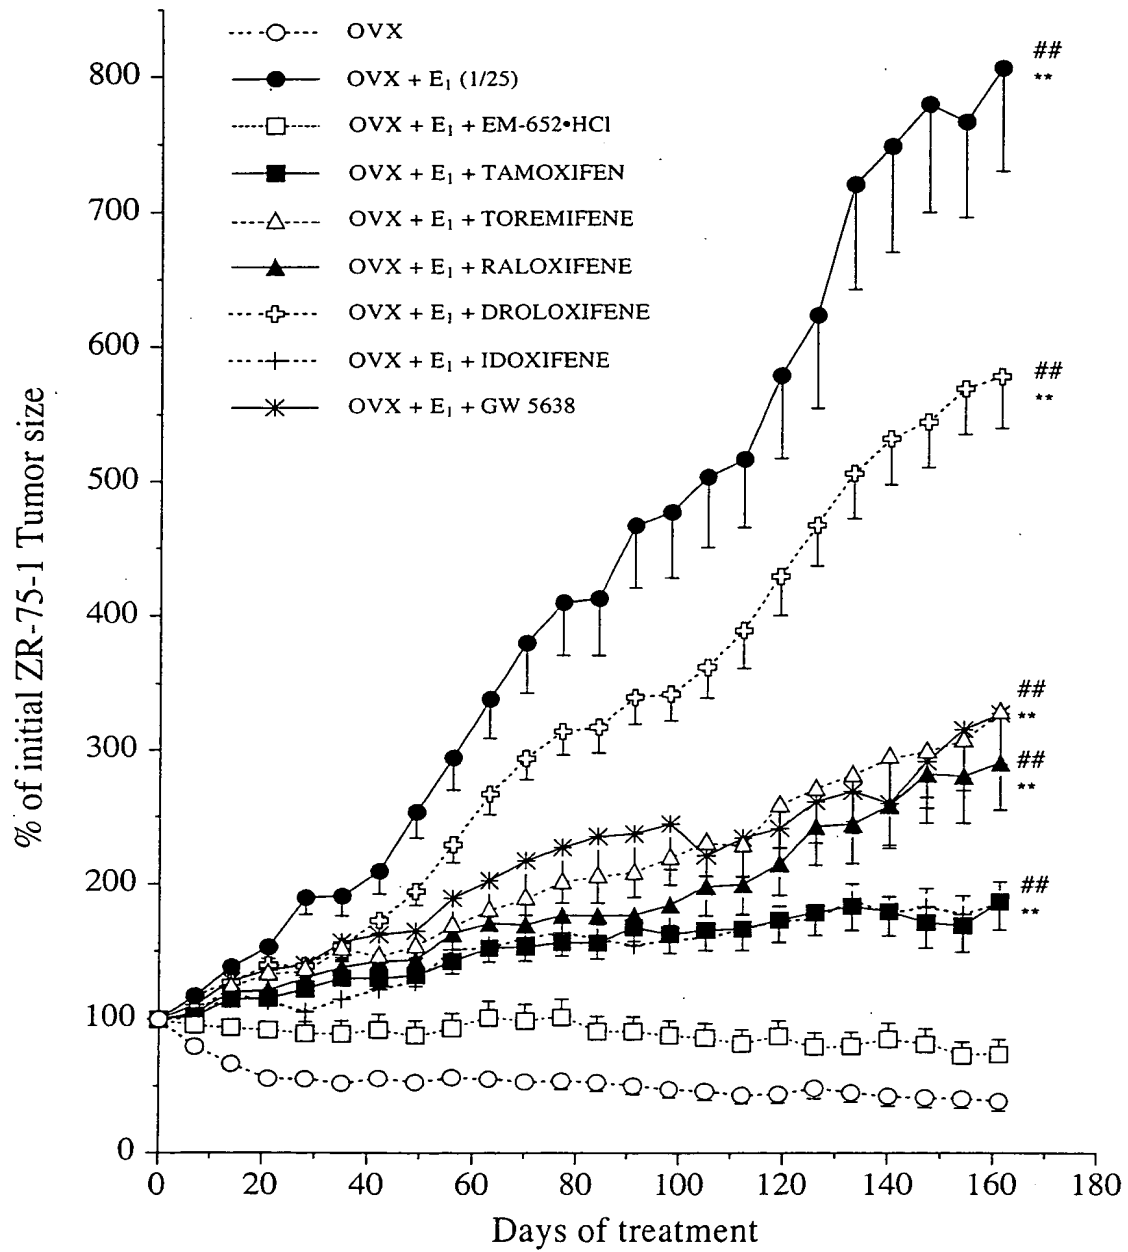 OVX
OVX + E₁ (1/25)
OVX + E₁ + EM-652•HCl
OVX + E₁ + TAMOXIFEN
OVX + E₁ + TOREMIFENE
OVX + E₁ + RALOXIFENE
OVX + E₁ + DROLOXIFENE
OVX + E₁ + IDOXIFENE
OVX + E₁ + GW 5638
% of initial ZR-75-1 Tumor size
800
700
600
500
400
300
200
100
0
##
**
##
**
##
**
##
**
##
**
0 20 40 60 80 100 120 140 160 180
Days of treatment